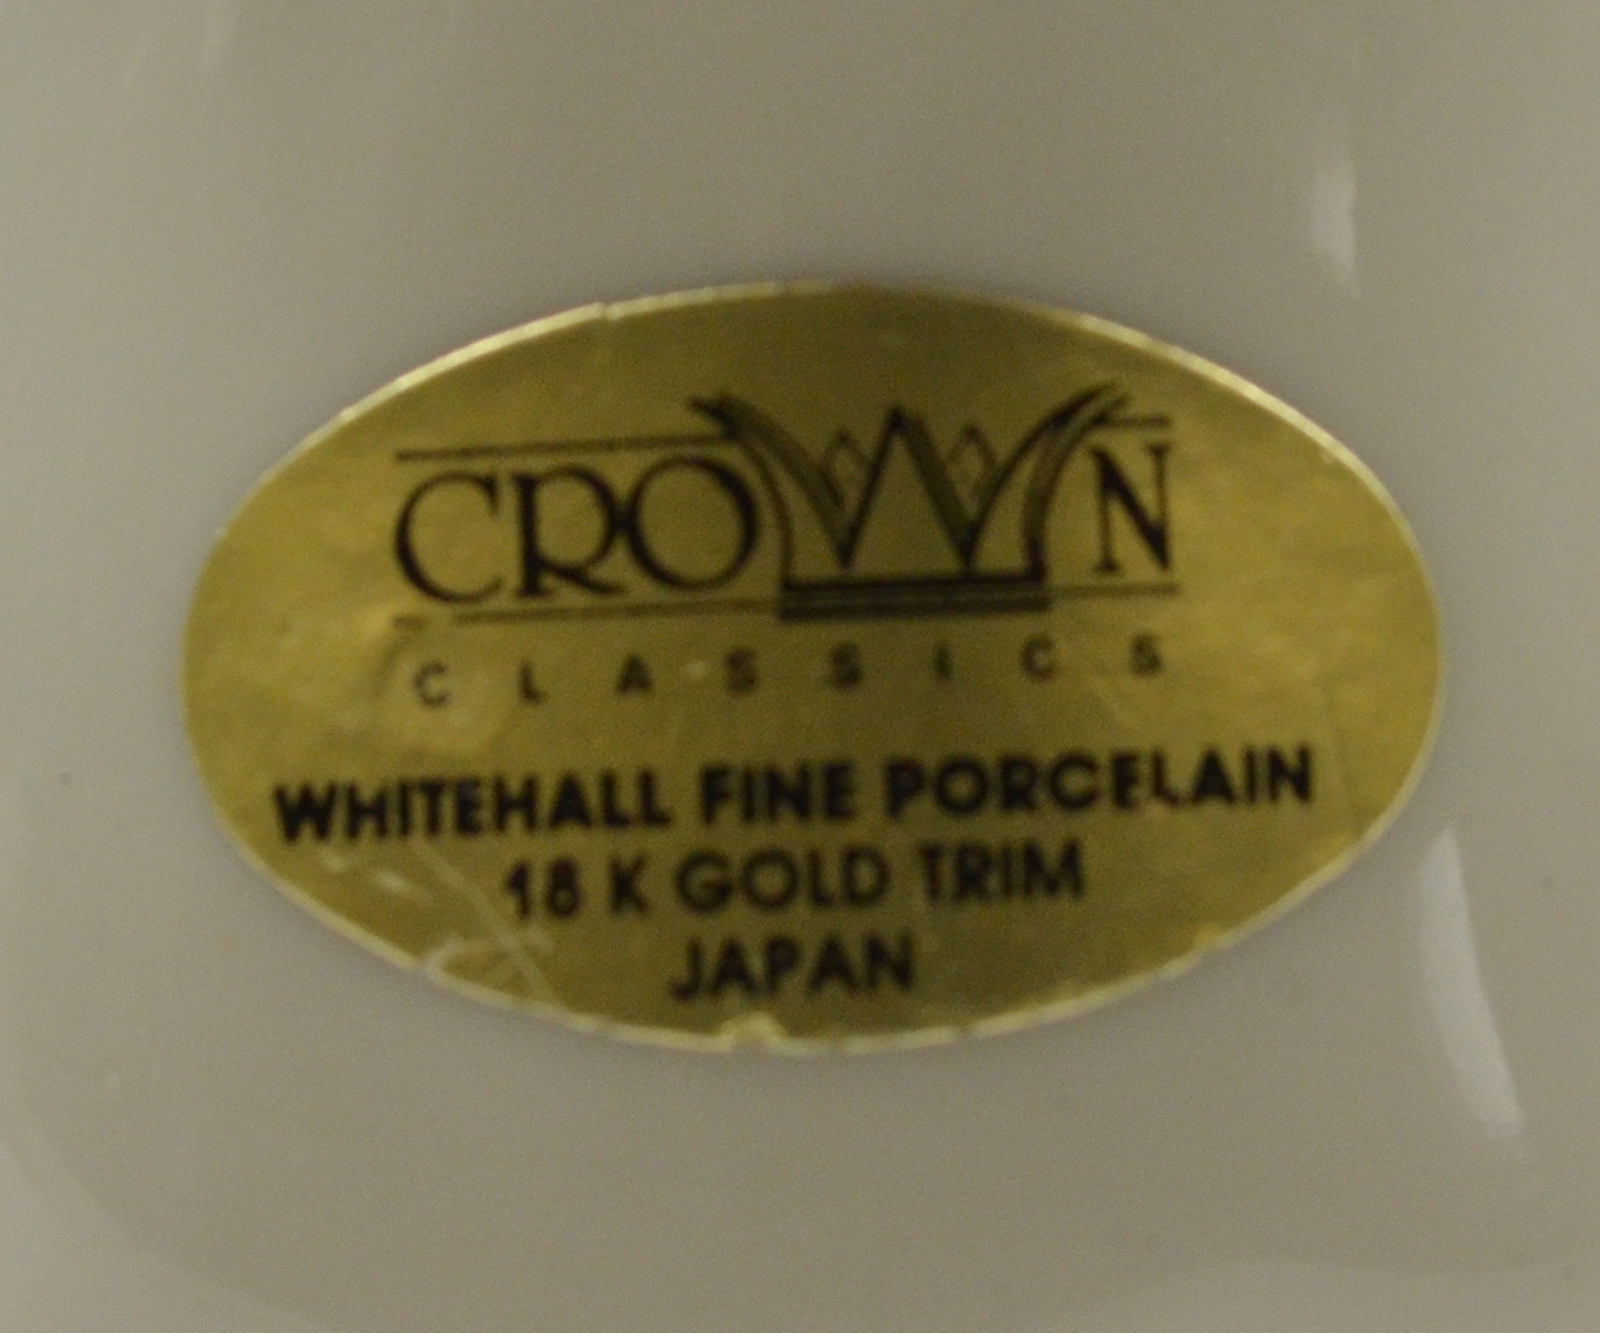 CROWN
CLASSICS
WHITEHALL FINE PORCELAIN
18 K GOLD TRIM
JAPAN